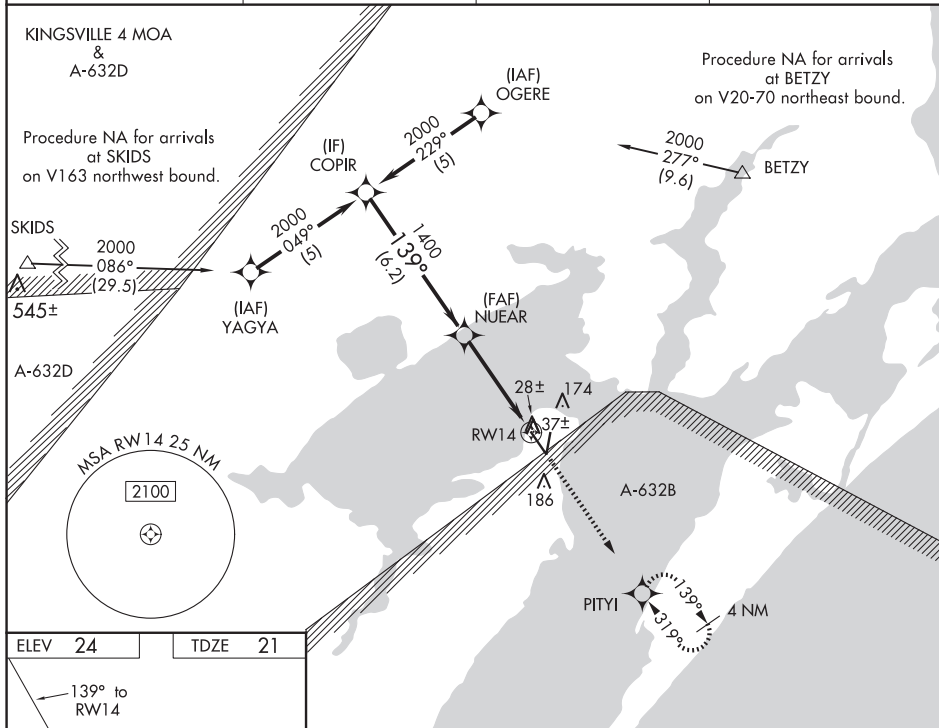 KINGSVILLE 4 MOA
&
A-632D
Procedure NA for arrivals
at SKIDS
on V163 northwest bound.
Procedure NA for arrivals
at BETZY
on V20-70 northeast bound.
(IAF)
OGERE
2000
229°
(5)
(IF)
COPIR
2000
277°
(9.6)
BETZY
SKIDS
2000
086°
(29.5)
545±
2000
049°
(5)
(IAF)
YAGYA
1400
139°
(6.2)
(FAF)
NUEAR
A-632D
28±
174
RW14
37±
186
A-632B
MSA RW14 25 NM
2100
PITYI
139°
319°
4 NM
ELEV 24
TDZE 21
139° to
RW14